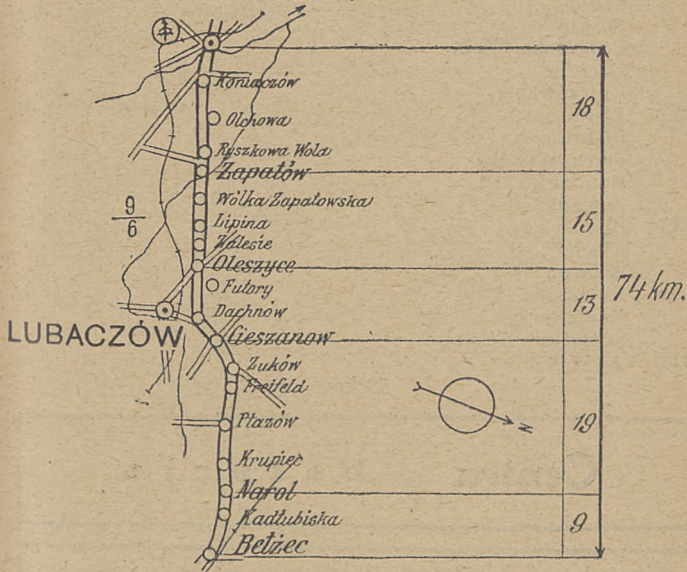 Koniaczów
18
Olchowa
Ryszkowa Wola
Zapałów
9
6
Wólka Zapałowska
15
Lipina
Zalesie
Oleszyce
Futory
74 km.
13
Dachnów
LUBACZÓW
Cieszanow
Żuków
Freifeld
N
Płazów
19
Krupiec
Narol
Kadłubiska
9
Bełżec